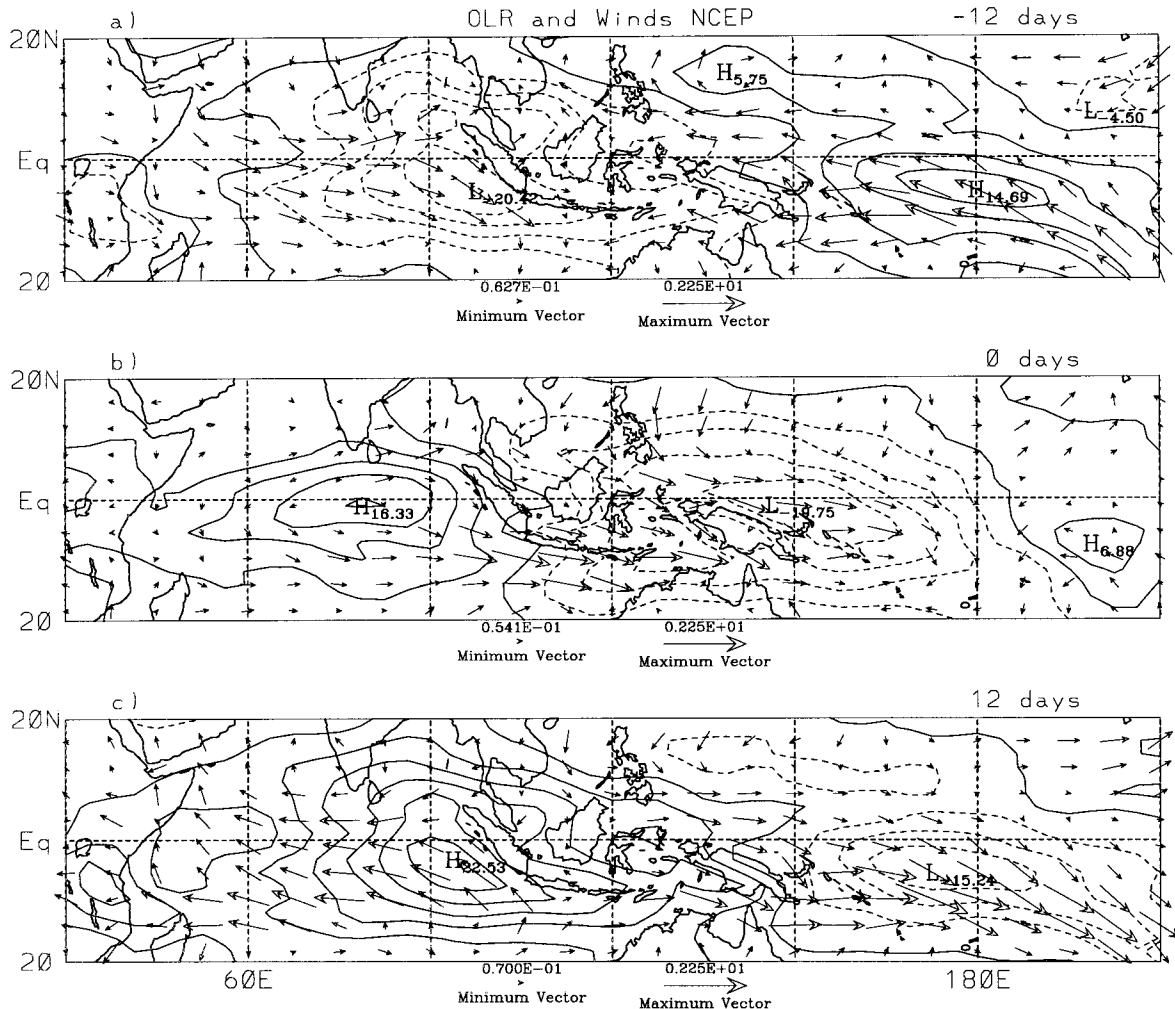 a) OLR and Winds NCEP -12 days
20N
H5.75
L-4.50
Eq
L-20.42
H14.69
20
0.627E-01 0.225E+01
Minimum Vector Maximum Vector
b) 0 days
20N
Eq
H16.33
L-19.75
H6.88
20
0.541E-01 0.225E+01
Minimum Vector Maximum Vector
c) 12 days
20N
Eq
H22.53
L-15.24
20
60E 180E
0.700E-01 0.225E+01
Minimum Vector Maximum Vector